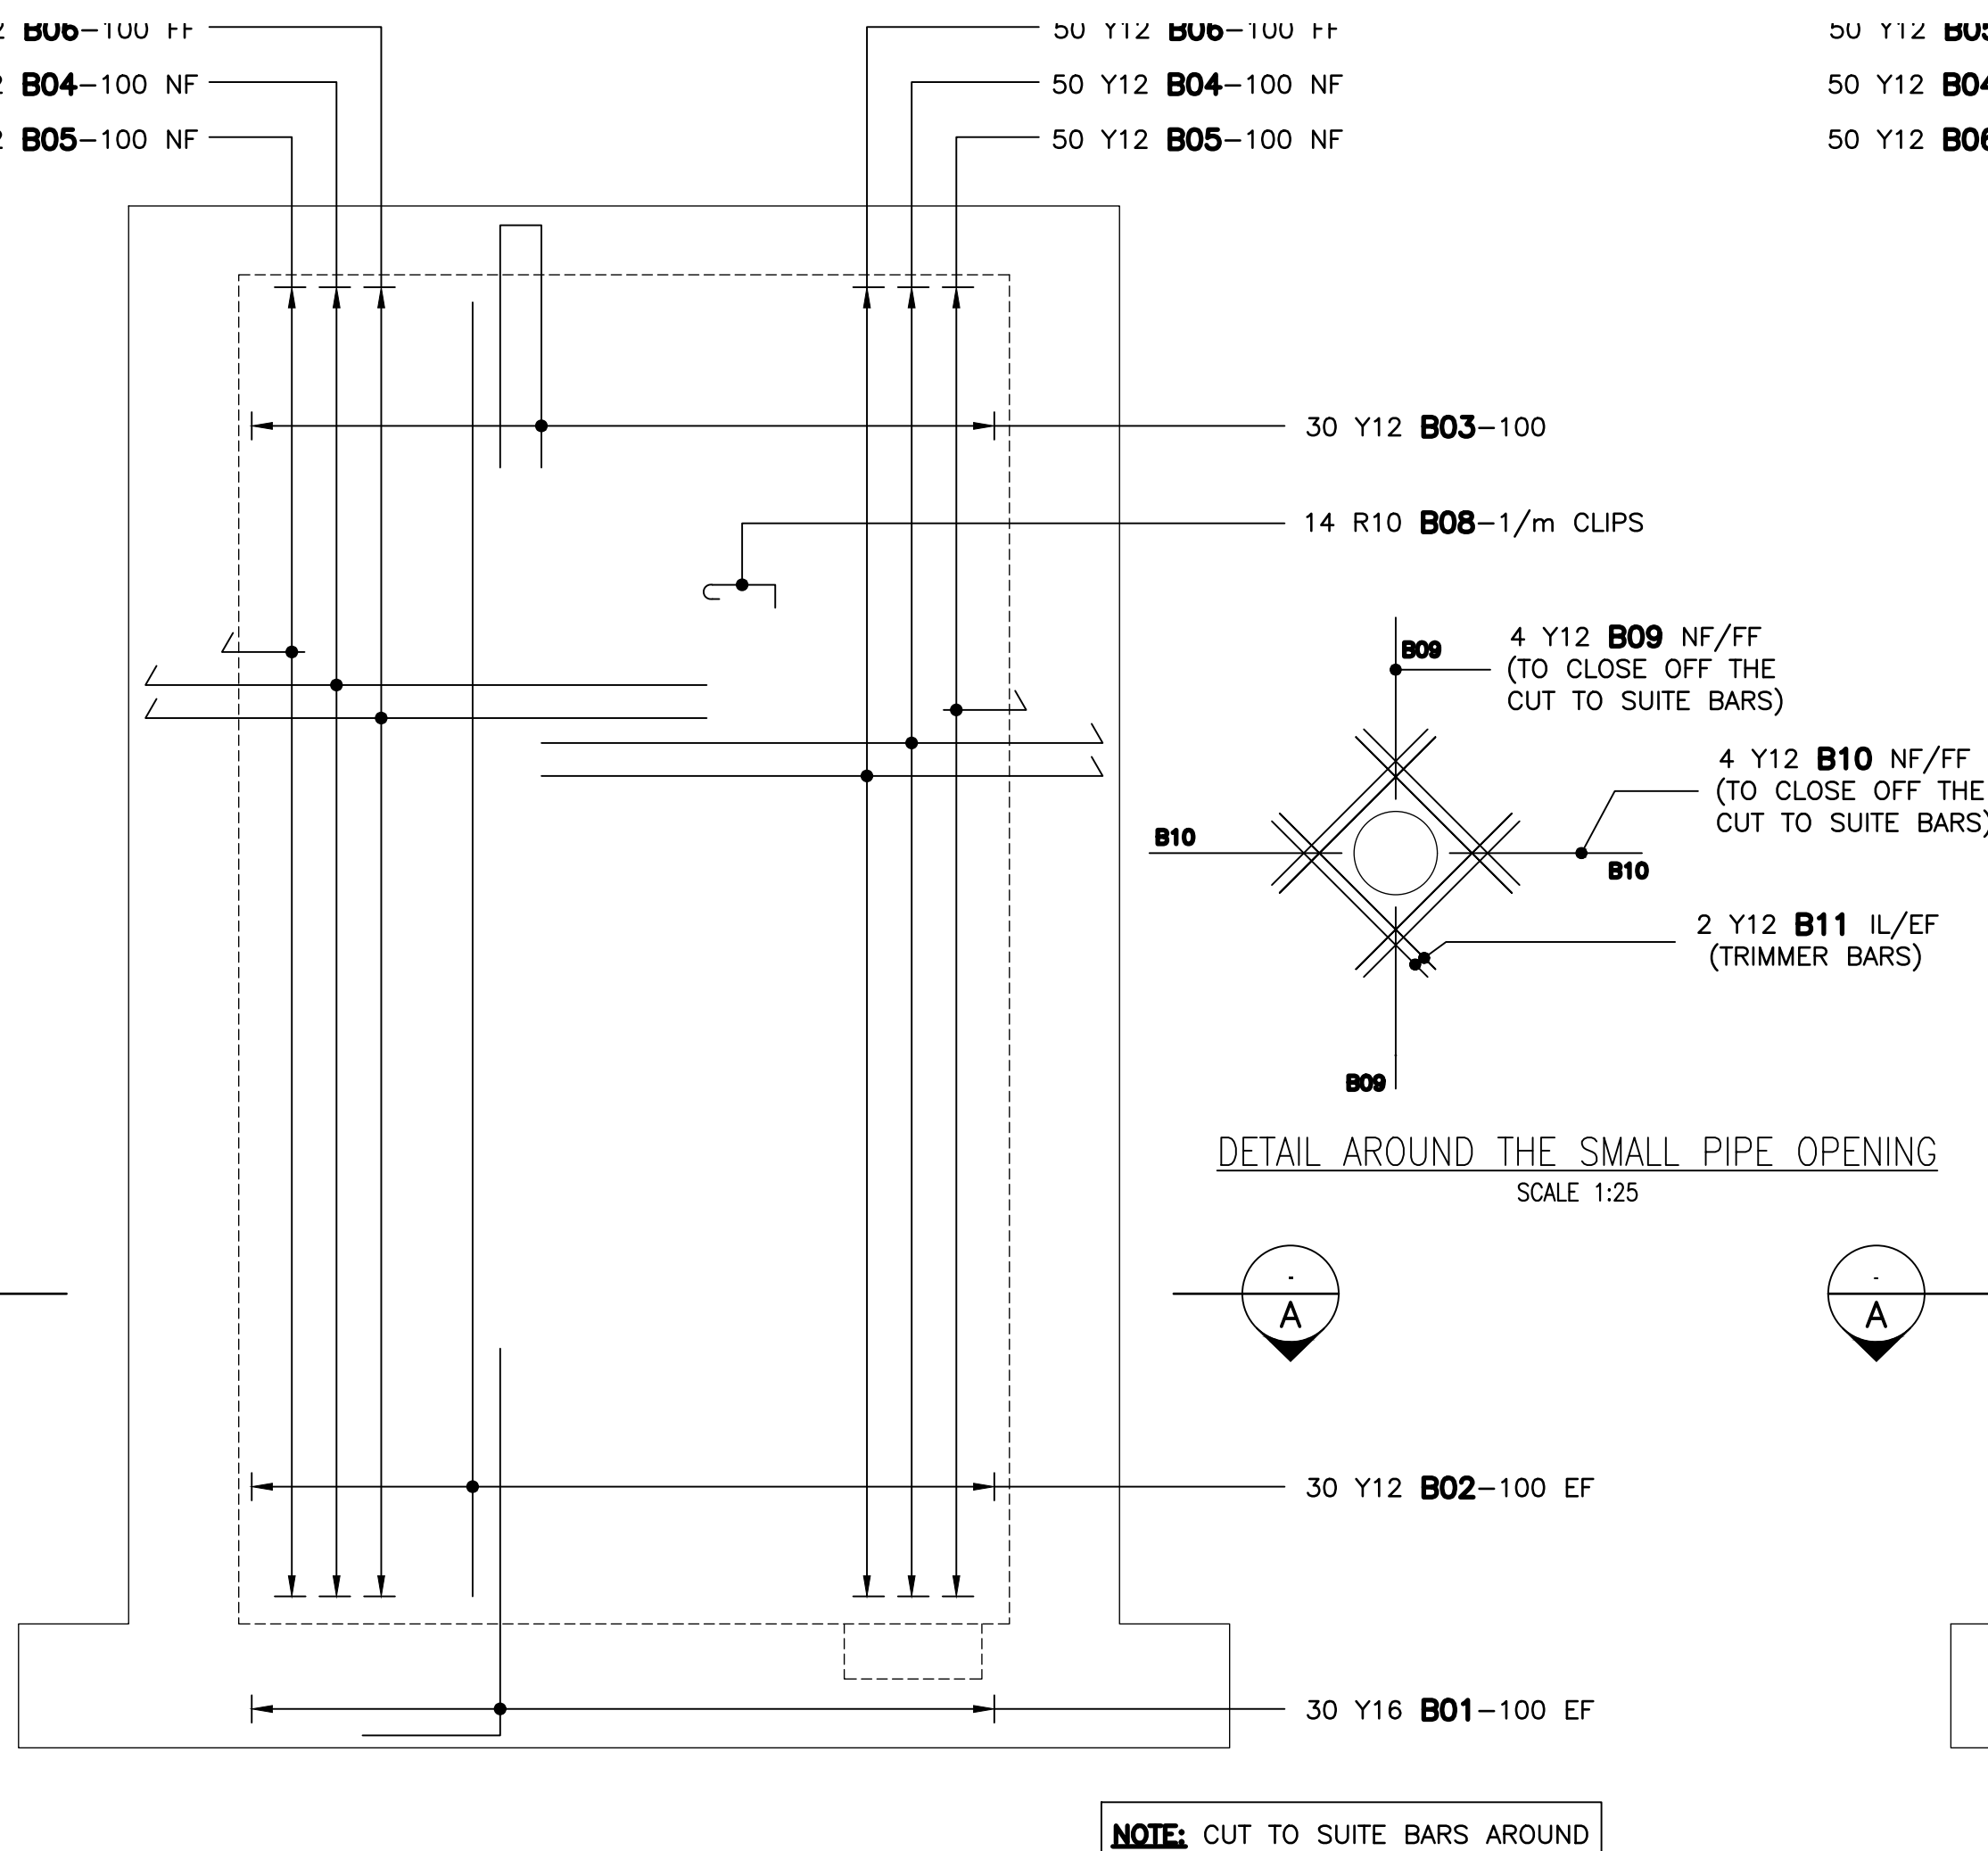 B06-100 FF
B04-100 NF
B05-100 NF
50 Y12 B06-100 FF
50 Y12 B04-100 NF
50 Y12 B05-100 NF
50 Y12 B05
50 Y12 B04
50 Y12 B06
30 Y12 B03-100
14 R10 B08-1/m CLIPS
B09
4 Y12 B09 NF/FF
(TO CLOSE OFF THE
CUT TO SUITE BARS)
4 Y12 B10 NF/FF
(TO CLOSE OFF THE
CUT TO SUITE BARS)
B10
B10
2 Y12 B11 IL/EF
(TRIMMER BARS)
B09
DETAIL AROUND THE SMALL PIPE OPENING
SCALE 1:25
-
A
-
A
30 Y12 B02-100 EF
30 Y16 B01-100 EF
NOTE: CUT TO SUITE BARS AROUND